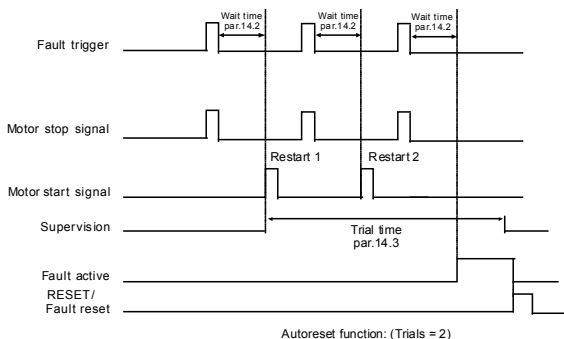 Wait time
par.14.2
Wait time
par.14.2
Wait time
par.14.2
Fault trigger
Motor stop signal
Restart 1
Restart 2
Motor start signal
Supervision
Trial time
par.14.3
Fault active
RESET/
Fault reset
Autoreset function: (Trials = 2)